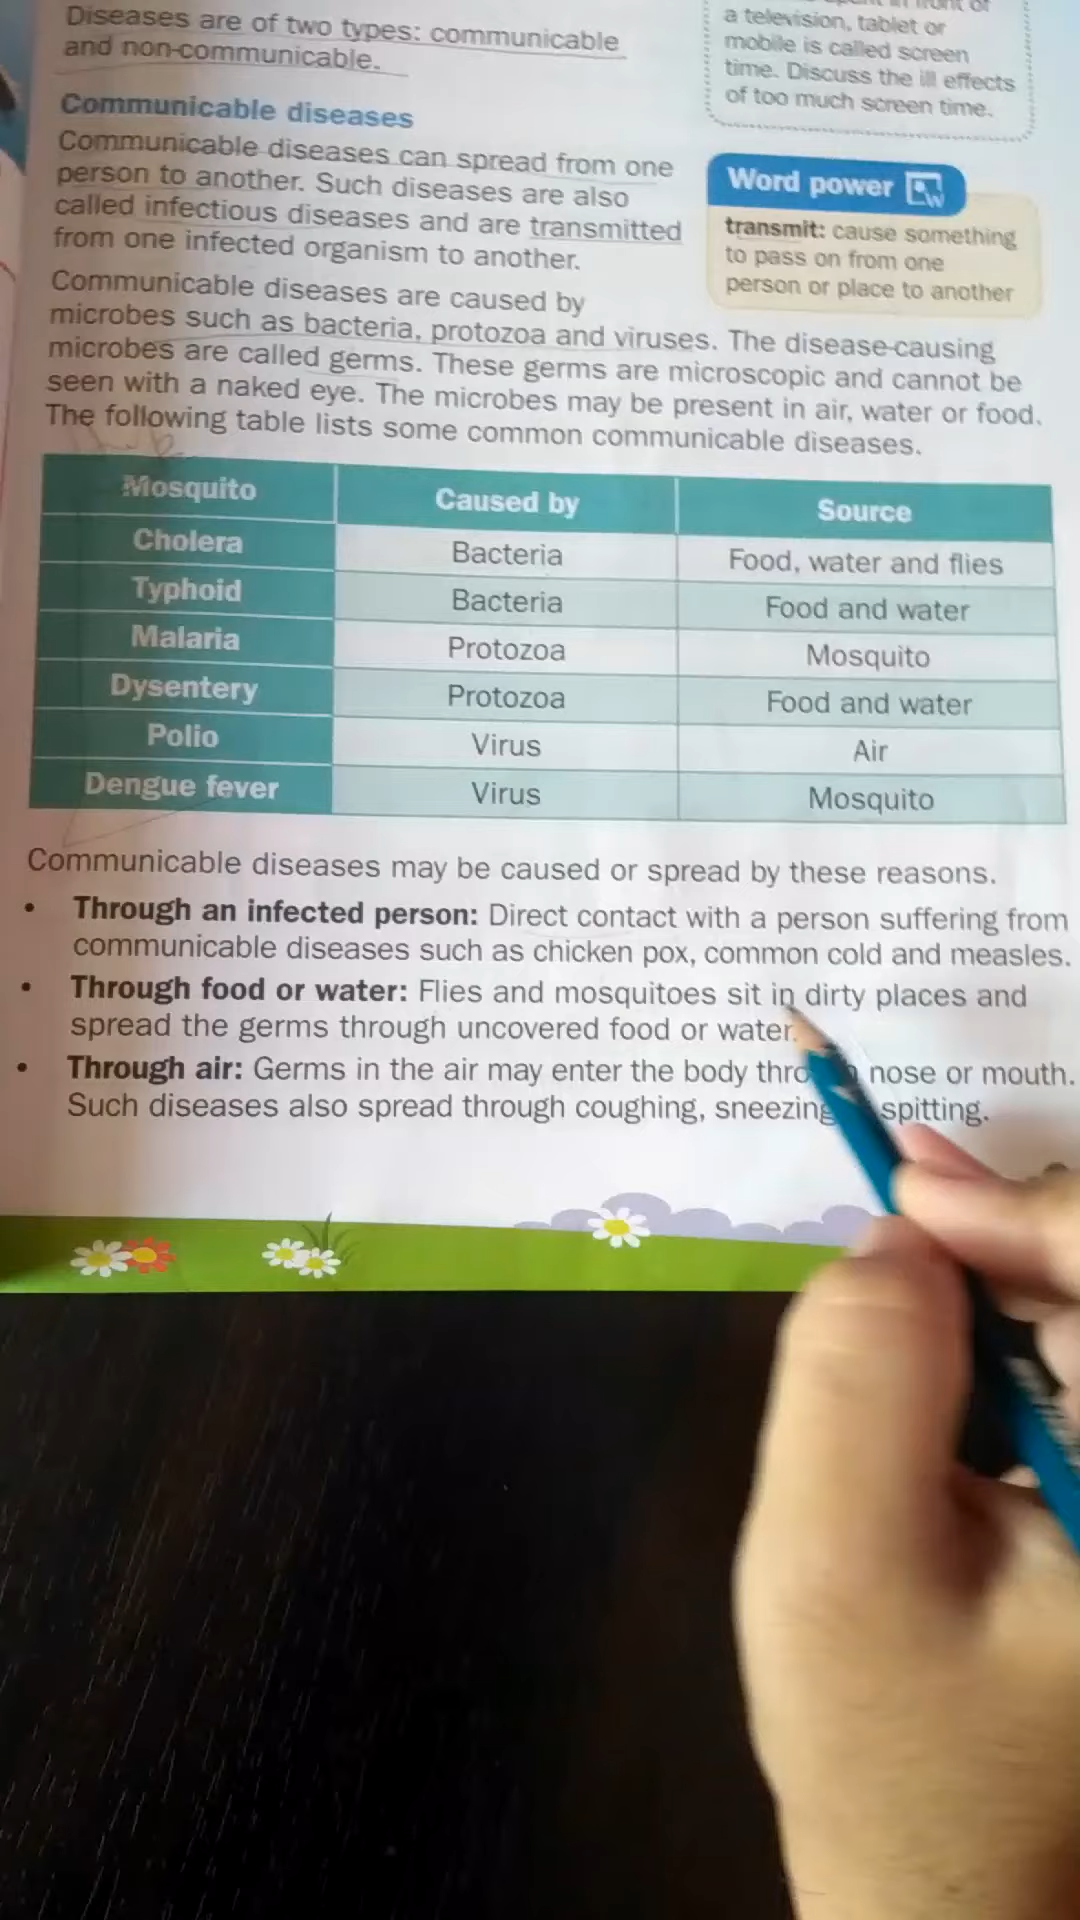 Diseases are of two types: communicable
and non-communicable.
a television, tablet or
mobile is called screen
time. Discuss the ill effects
of too much screen time.
Communicable diseases
Communicable diseases can spread from one
person to another. Such diseases are also
called infectious diseases and are transmitted
from one infected organism to another.
Word power
transmit: cause something
to pass on from one
person or place to another
Communicable diseases are caused by
microbes such as bacteria, protozoa and viruses. The disease-causing
microbes are called germs. These germs are microscopic and cannot be
seen with a naked eye. The microbes may be present in air, water or food.
The following table lists some common communicable diseases.
Mosquito Caused by Source
Cholera Bacteria Food, water and flies
Typhoid Bacteria Food and water
Malaria Protozoa Mosquito
Dysentery Protozoa Food and water
Polio Virus Air
Dengue fever Virus Mosquito
Communicable diseases may be caused or spread by these reasons.
• Through an infected person: Direct contact with a person suffering from
communicable diseases such as chicken pox, common cold and measles.
• Through food or water: Flies and mosquitoes sit in dirty places and
spread the germs through uncovered food or water.
• Through air: Germs in the air may enter the body nose or mouth.
Such diseases also spread through coughing, sneezing spitting.